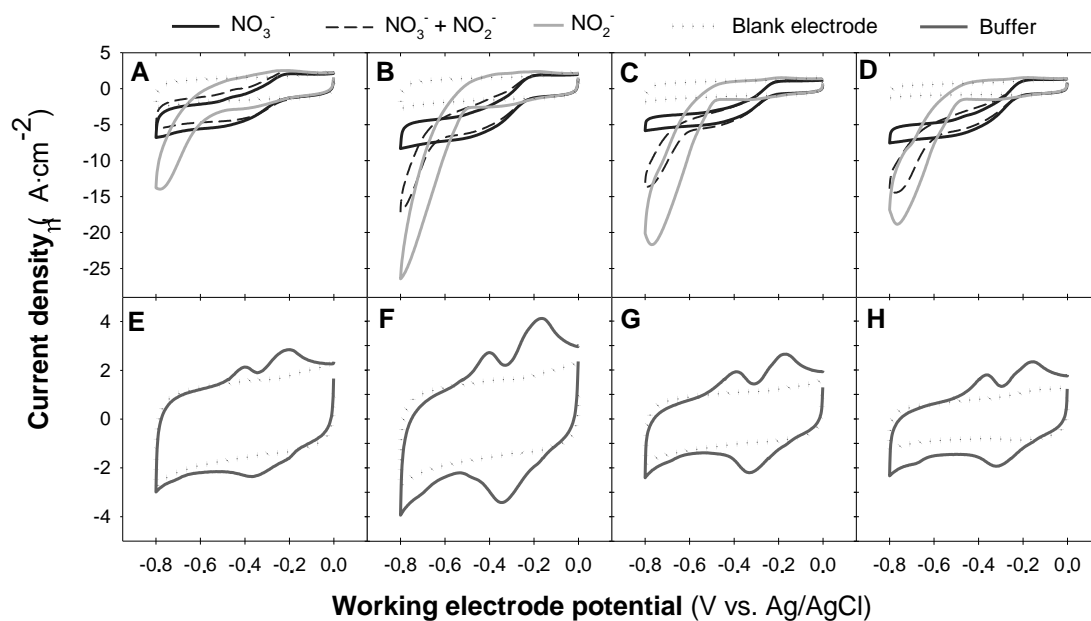 NO₃⁻ NO₃⁻ + NO₂⁻ NO₂⁻ Blank electrode Buffer
A B C D
5
0
-5
-10
-15
-20
-25
E F G H
4
2
0
-2
-4
-0.8 -0.6 -0.4 -0.2 0.0 -0.8 -0.6 -0.4 -0.2 0.0 -0.8 -0.6 -0.4 -0.2 0.0 -0.8 -0.6 -0.4 -0.2 0.0
Current density ( A·cm⁻²)
Working electrode potential (V vs. Ag/AgCl)